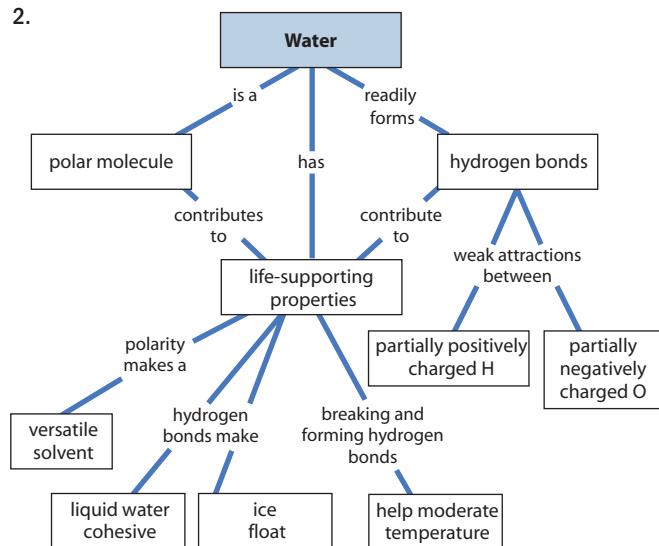 2.
Water
is a
readily
forms
polar molecule
has
hydrogen bonds
contributes
to
contribute
to
weak attractions
between
life-supporting
properties
partially positively
charged H
partially
negatively
charged O
polarity
makes a
hydrogen
bonds make
breaking and
forming hydrogen
bonds
versatile
solvent
liquid water
cohesive
ice
float
help moderate
temperature